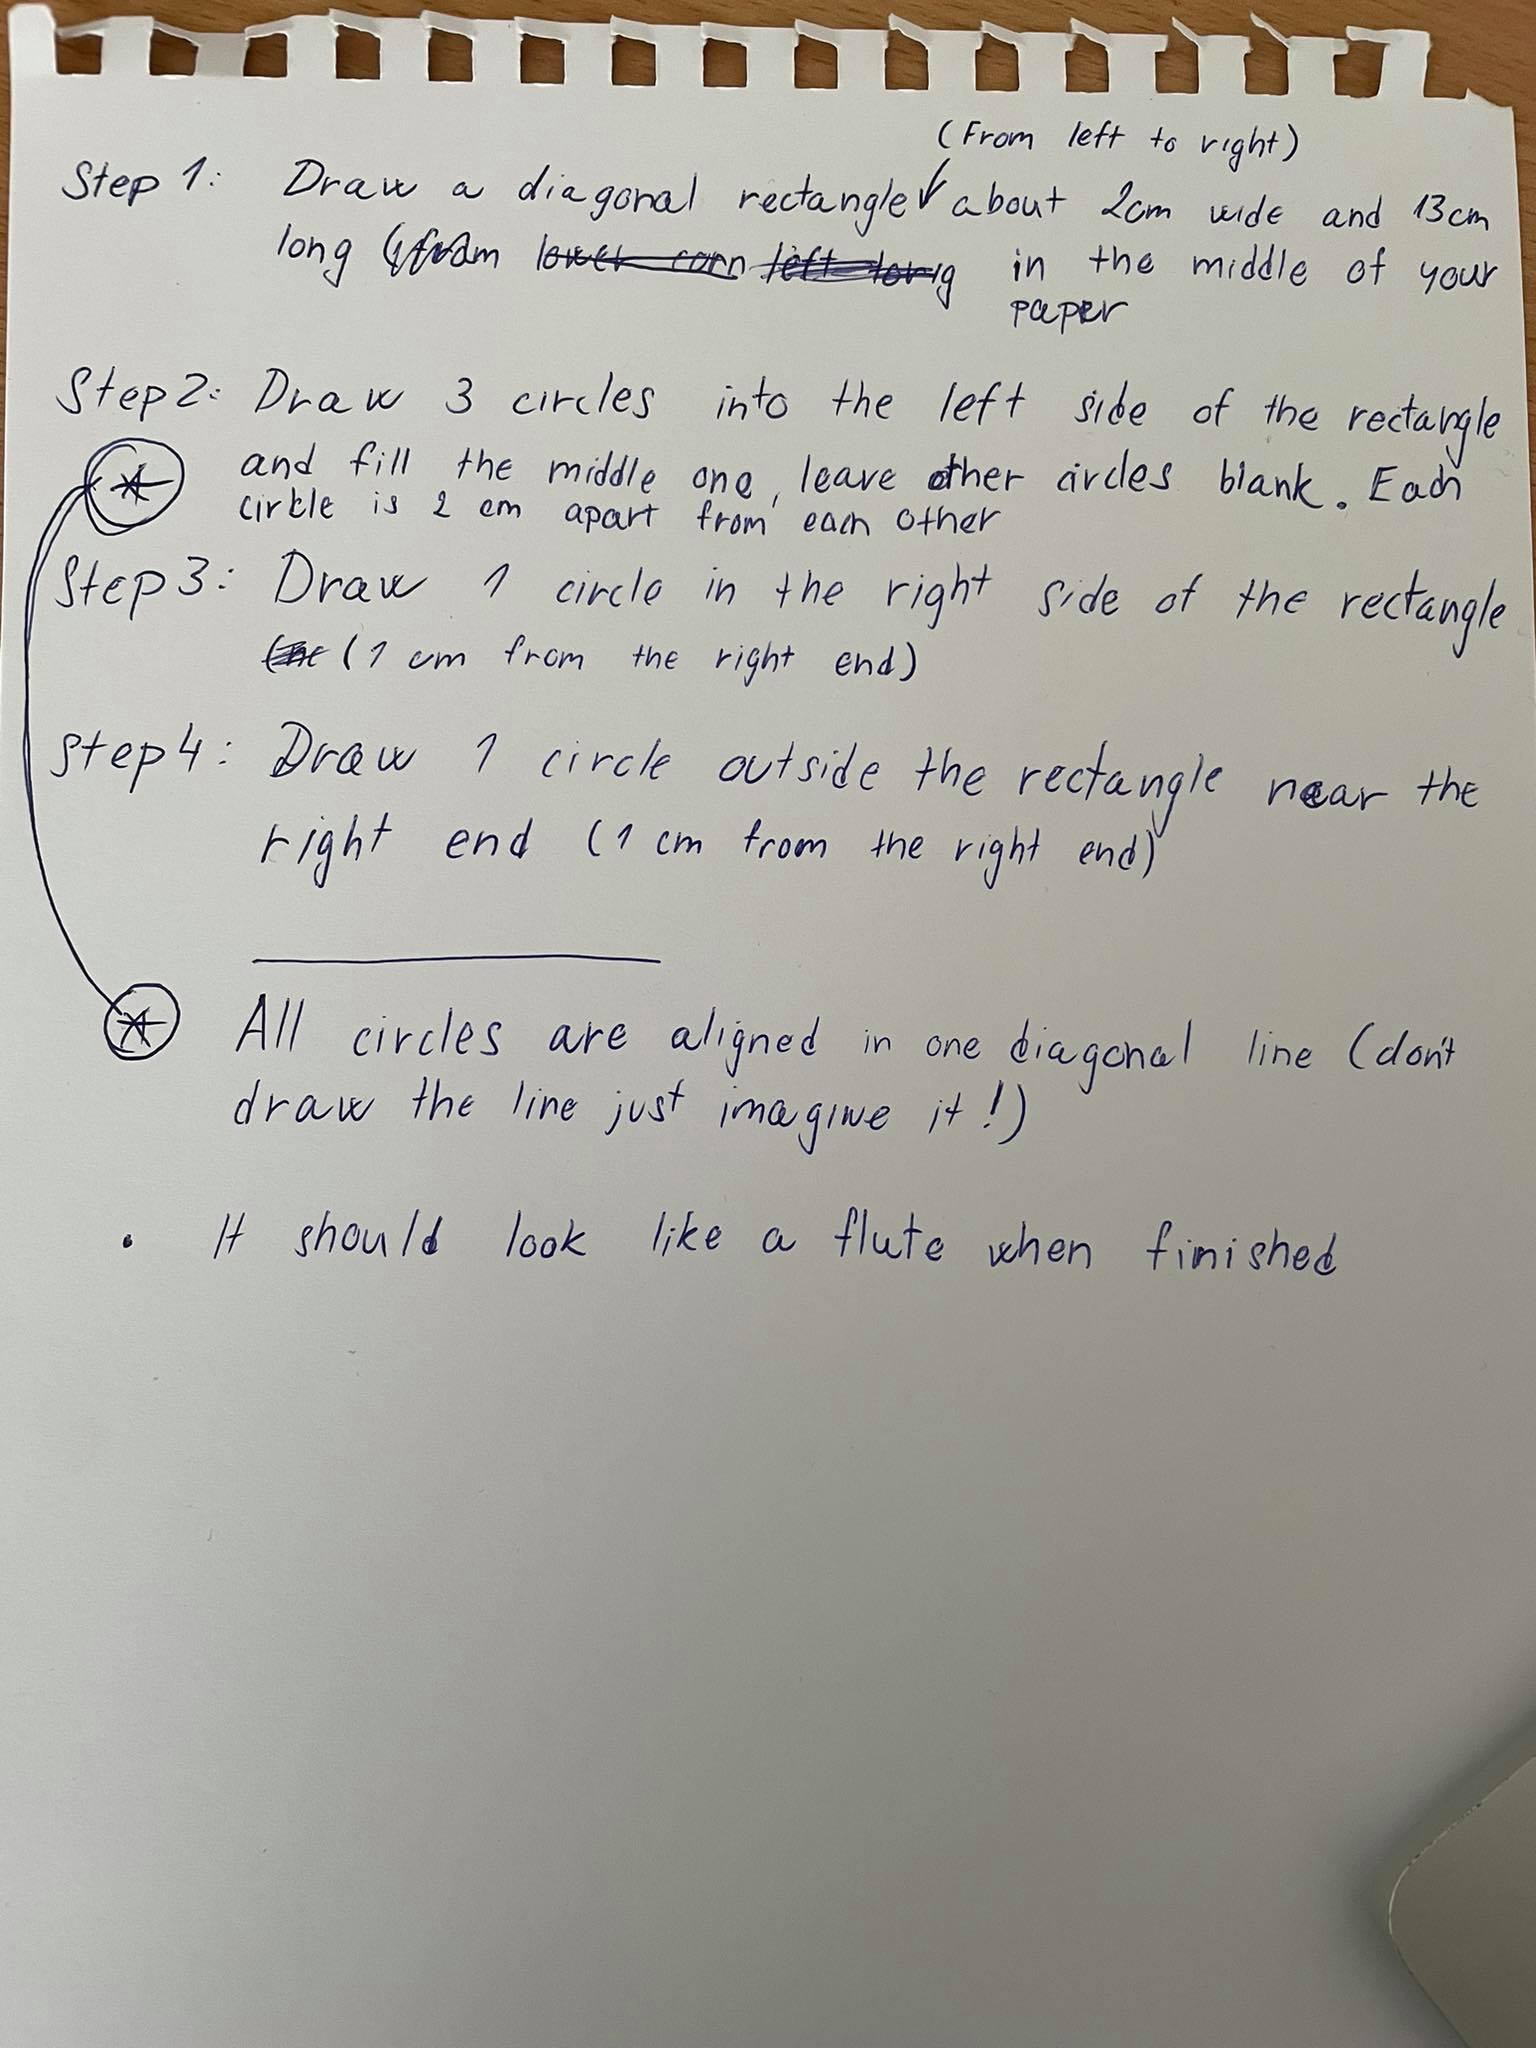 (From left to right)
Step 1: Draw a diagonal rectangle about 2cm wide and 13cm
long (from lower corn left long in the middle of your
paper
Step 2: Draw 3 circles into the left side of the rectangle
and fill the middle one, leave other circles blank. Each
circle is 2 cm apart from each other
Step 3: Draw 1 circle in the right side of the rectangle
(1 cm from the right end)
Step 4: Draw 1 circle outside the rectangle near the
right end (1 cm from the right end)
All circles are aligned in one diagonal line (don't
draw the line just imagine it!)
• It should look like a flute when finished